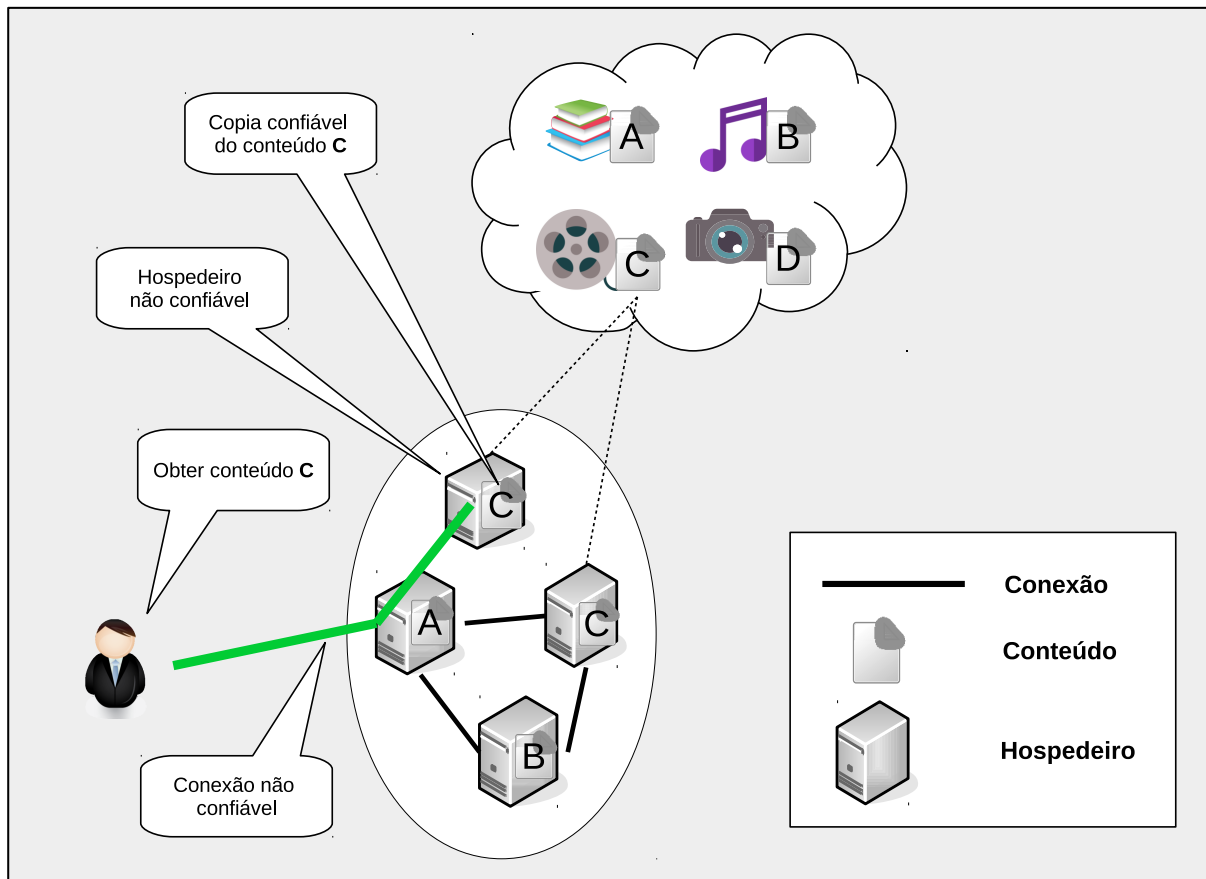 Copia confiável
do conteúdo C
A
B
C
D
Hospedeiro
não confiável
Obter conteúdo C
C
A
C
B
Conexão não
confiável
Conexão
Conteúdo
Hospedeiro